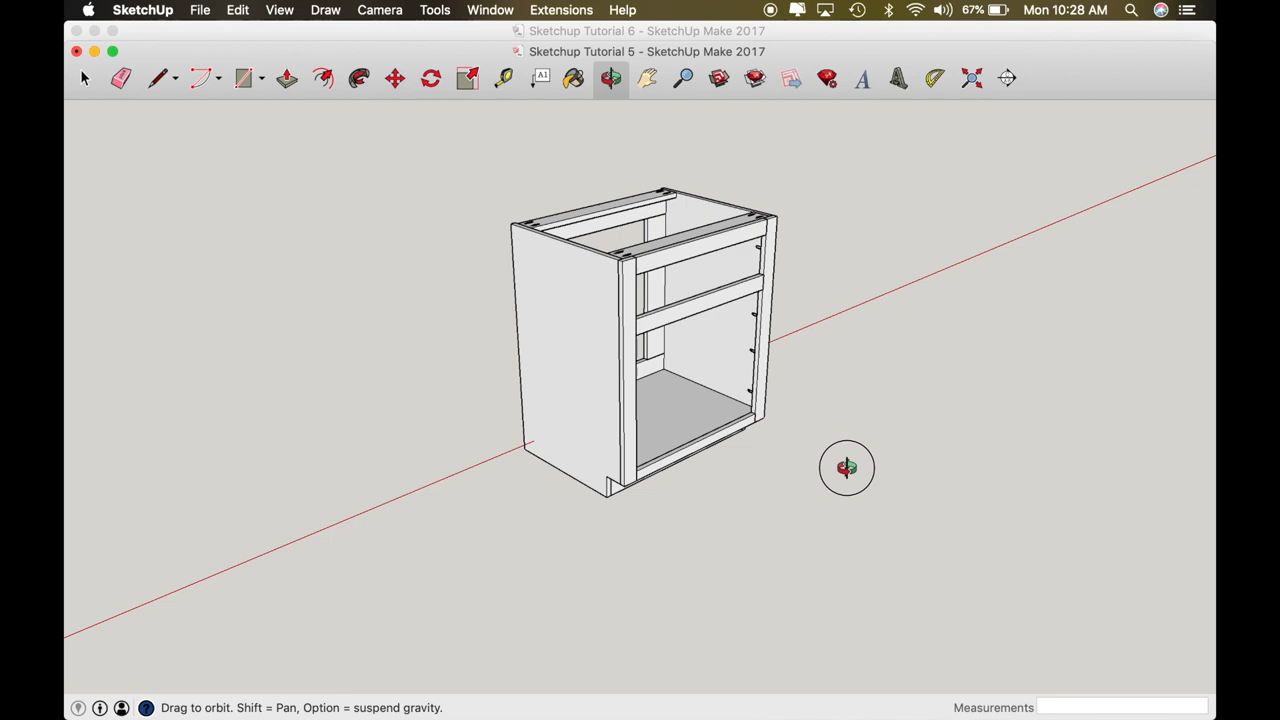 SketchUp File Edit View Draw Camera Tools Window Extensions Help 67% Mon 10:28 AM
Sketchup Tutorial 6 - SketchUp Make 2017
Sketchup Tutorial 5 - SketchUp Make 2017
A1 A A
Drag to orbit. Shift = Pan, Option = suspend gravity. Measurements